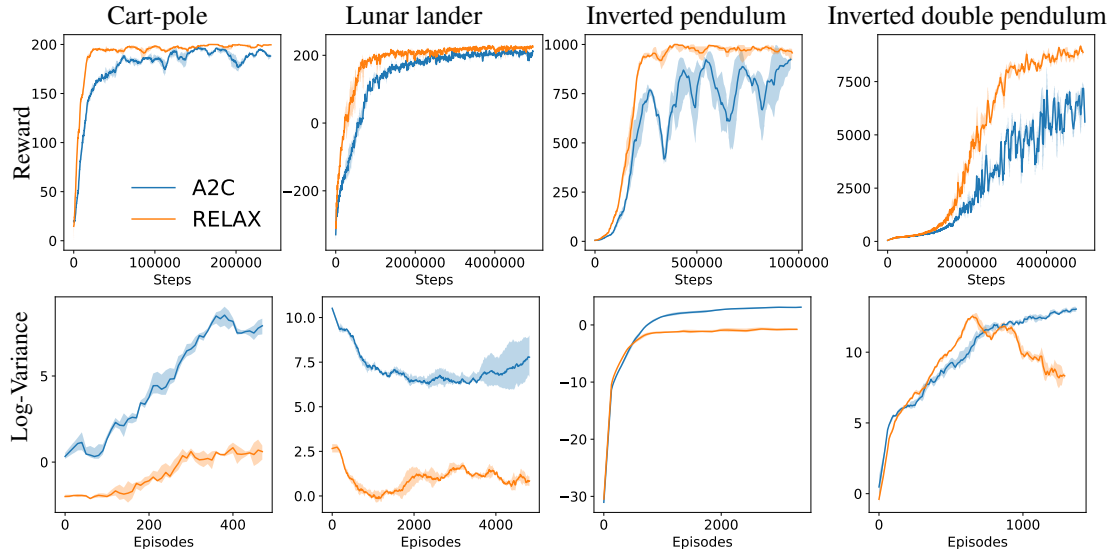 Cart-pole Lunar lander Inverted pendulum Inverted double pendulum
Reward
200
150
100
50
0
A2C
RELAX
0 100000 200000
Steps
200
0
−200
0 2000000 4000000
Steps
1000
750
500
250
0
0 500000 1000000
Steps
7500
5000
2500
0
0 2000000 4000000
Steps
Log-Variance
5
0
0 200 400
Episodes
10.0
7.5
5.0
2.5
0.0
0 2000 4000
Episodes
0
−10
−20
−30
0 2000
Episodes
10
5
0
0 1000
Episodes